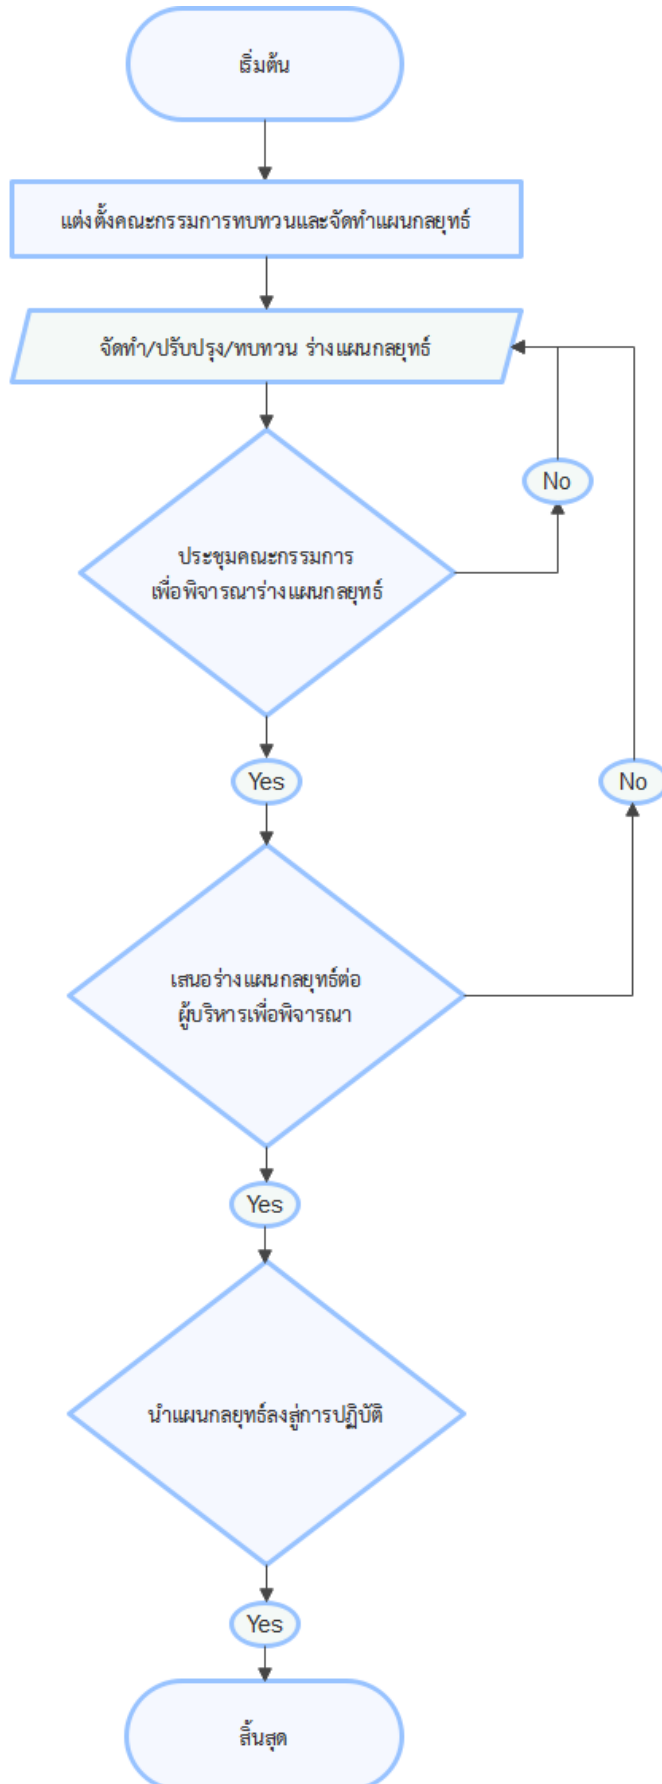 เริ่มต้น
แต่งตั้งคณะกรรมการทบทวนและจัดทำแผนกลยุทธ์
จัดทำ/ปรับปรุง/ทบทวน ร่างแผนกลยุทธ์
No
ประชุมคณะกรรมการ
เพื่อพิจารณาร่างแผนกลยุทธ์
Yes
No
เสนอร่างแผนกลยุทธ์ต่อ
ผู้บริหารเพื่อพิจารณา
Yes
นำแผนกลยุทธ์ลงสู่การปฏิบัติ
Yes
สิ้นสุด